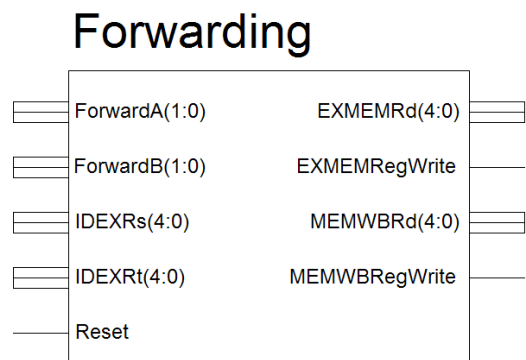 Forwarding
ForwardA(1:0) EXMEMRd(4:0)
ForwardB(1:0) EXMEMRegWrite
IDEXRs(4:0) MEMWBRd(4:0)
IDEXRt(4:0) MEMWBRegWrite
Reset